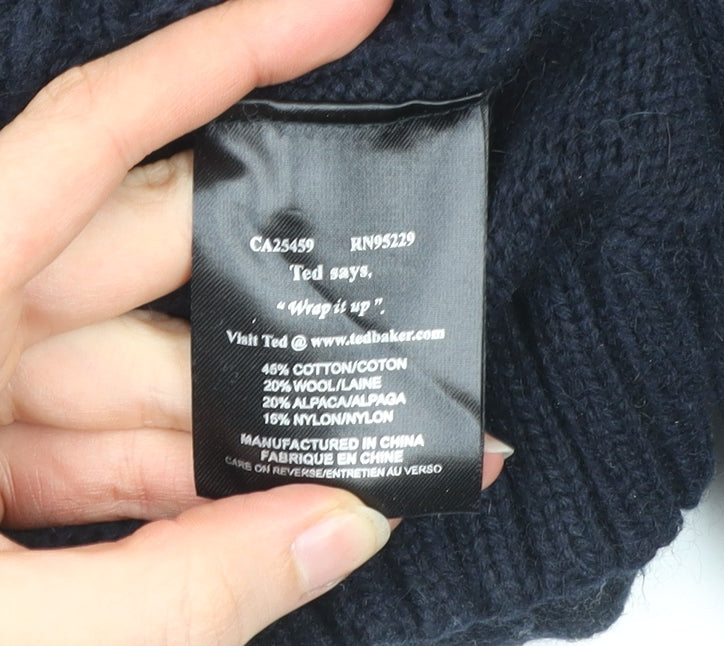 CA25459 RN95229
Ted says,
"Wrap it up".
Visit Ted @ www.tedbaker.com
45% COTTON/COTON
20% WOOL/LAINE
20% ALPACA/ALPAGA
15% NYLON/NYLON
MANUFACTURED IN CHINA
FABRIQUE EN CHINE
CARE ON REVERSE/ENTRETIEN AU VERSO